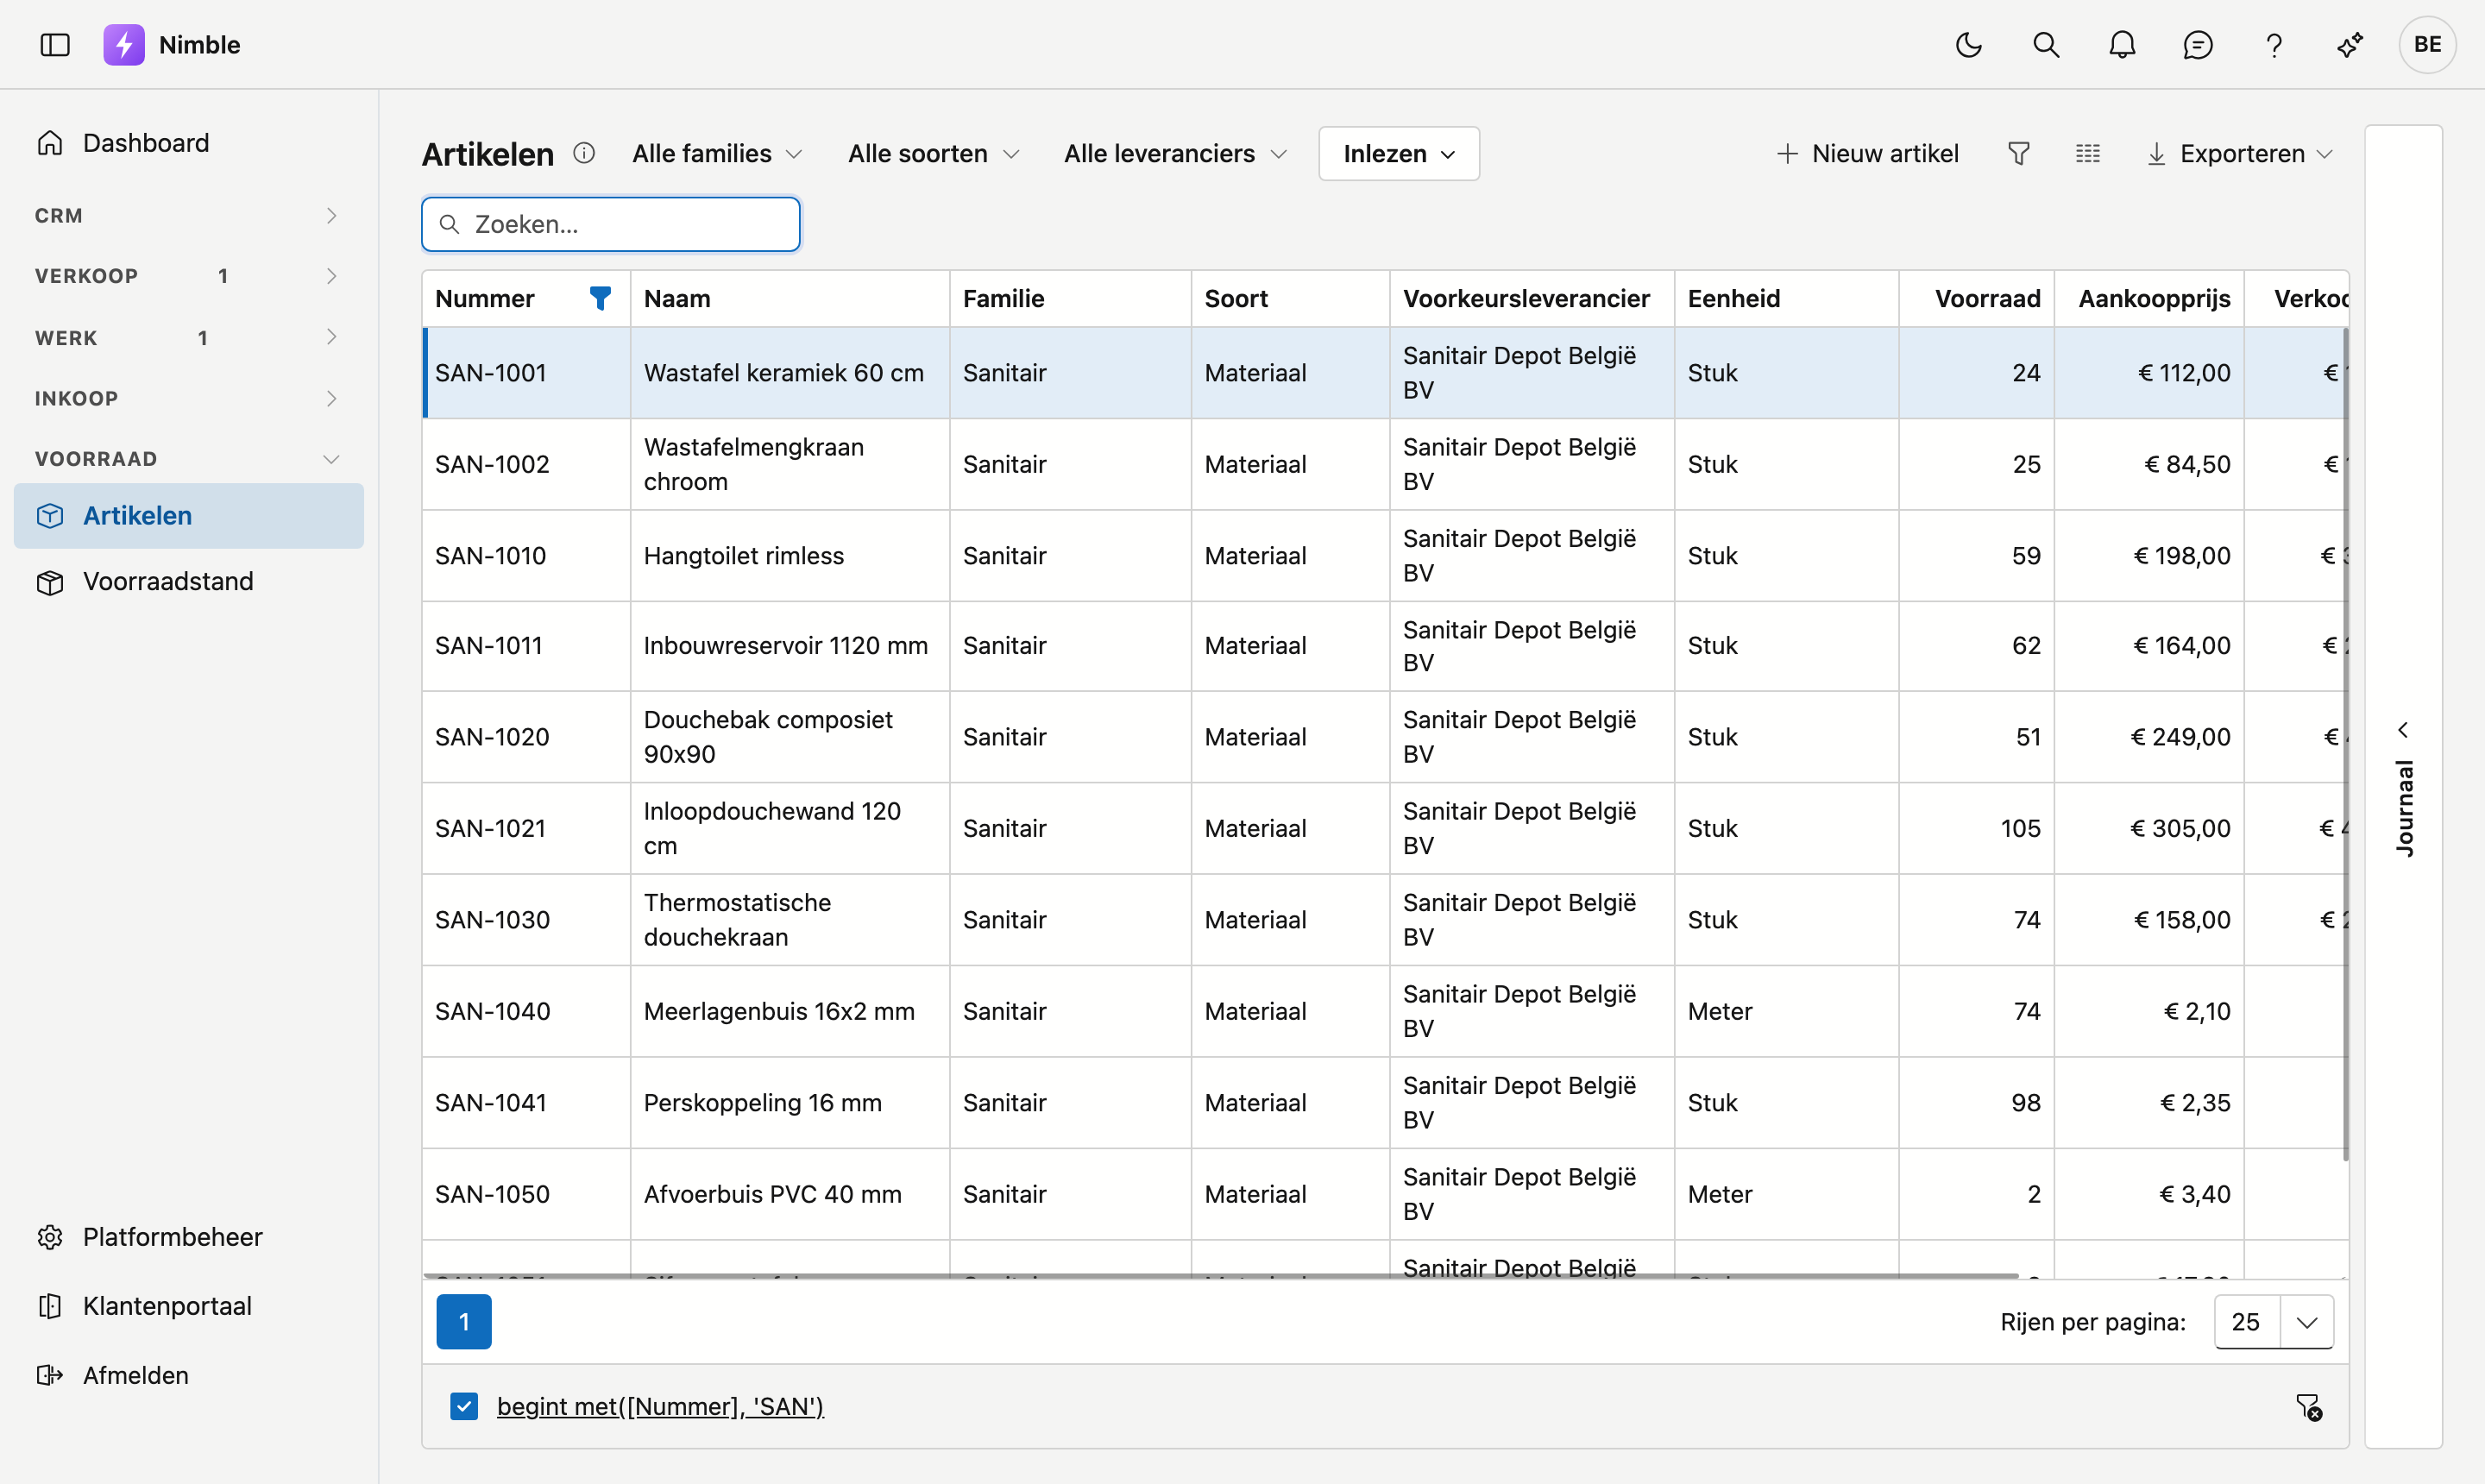 Nimble
BE
Dashboard
CRM
VERKOOP 1
WERK 1
INKOOP
VOORRAAD
Artikelen
Voorraadstand
Platformbeheer
Klantenportaal
Afmelden
Artikelen Alle families Alle soorten Alle leveranciers Inlezen Nieuw artikel Exporteren
Zoeken...
Nummer Naam Familie Soort Voorkeursleverancier Eenheid Voorraad Aankoopprijs
SAN-1001 Wastafel keramiek 60 cm Sanitair Materiaal Sanitair Depot België BV Stuk 24 € 112,00 €
SAN-1002 Wastafelmengkraan chroom Sanitair Materiaal Sanitair Depot België BV Stuk 25 € 84,50 €
SAN-1010 Hangtoilet rimless Sanitair Materiaal Sanitair Depot België BV Stuk 59 € 198,00 €
SAN-1011 Inbouwreservoir 1120 mm Sanitair Materiaal Sanitair Depot België BV Stuk 62 € 164,00 €
SAN-1020 Douchebak composiet 90x90 Sanitair Materiaal Sanitair Depot België BV Stuk 51 € 249,00 €
SAN-1021 Inloopdouchewand 120 cm Sanitair Materiaal Sanitair Depot België BV Stuk 105 € 305,00 €
SAN-1030 Thermostatische douchekraan Sanitair Materiaal Sanitair Depot België BV Stuk 74 € 158,00 €
SAN-1040 Meerlagenbuis 16x2 mm Sanitair Materiaal Sanitair Depot België BV Meter 74 € 2,10
SAN-1041 Perskoppeling 16 mm Sanitair Materiaal Sanitair Depot België BV Stuk 98 € 2,35
SAN-1050 Afvoerbuis PVC 40 mm Sanitair Materiaal Sanitair Depot België BV Meter 2 € 3,40
Sanitair Depot België
1 Rijen per pagina: 25
begint met([Nummer], 'SAN')
Journaal